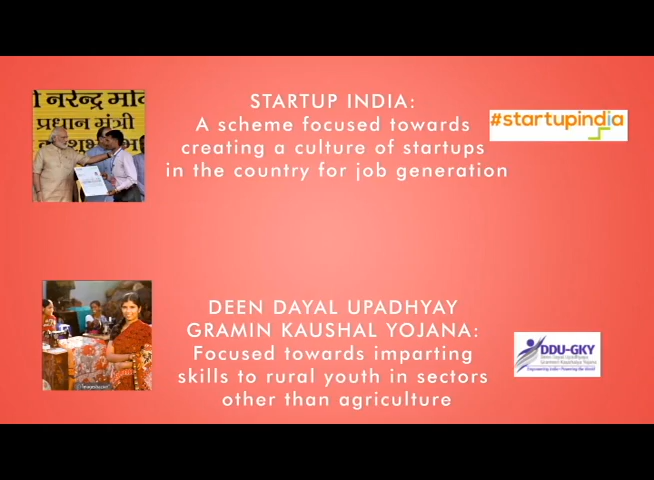 नरेन्द्र मोदी
प्रधान मंत्री
STARTUP INDIA:
A scheme focused towards
creating a culture of startups
in the country for job generation
#startupindia
DEEN DAYAL UPADHYAY
GRAMIN KAUSHAL YOJANA:
Focused towards imparting
skills to rural youth in sectors
other than agriculture
DDU-GKY